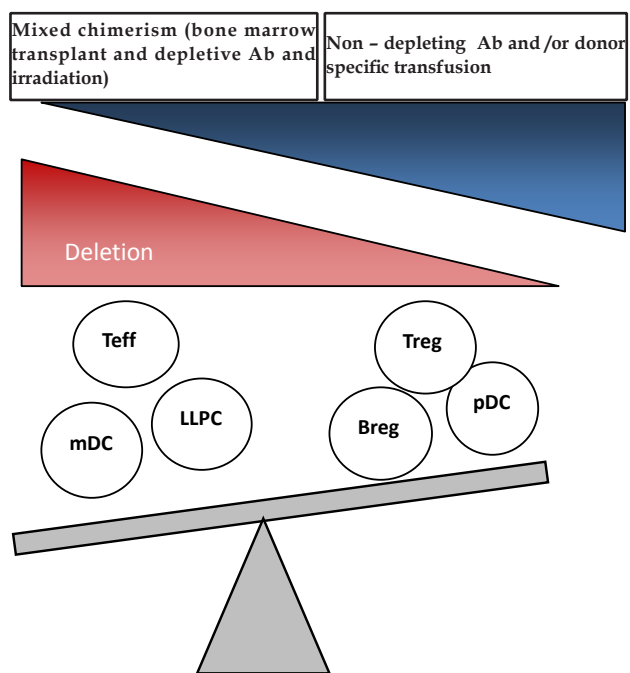 Mixed chimerism (bone marrow
transplant and depletive Ab and
irradiation)
Non – depleting Ab and /or donor
specific transfusion
Deletion
Teff
Treg
pDC
LLPC
Breg
mDC